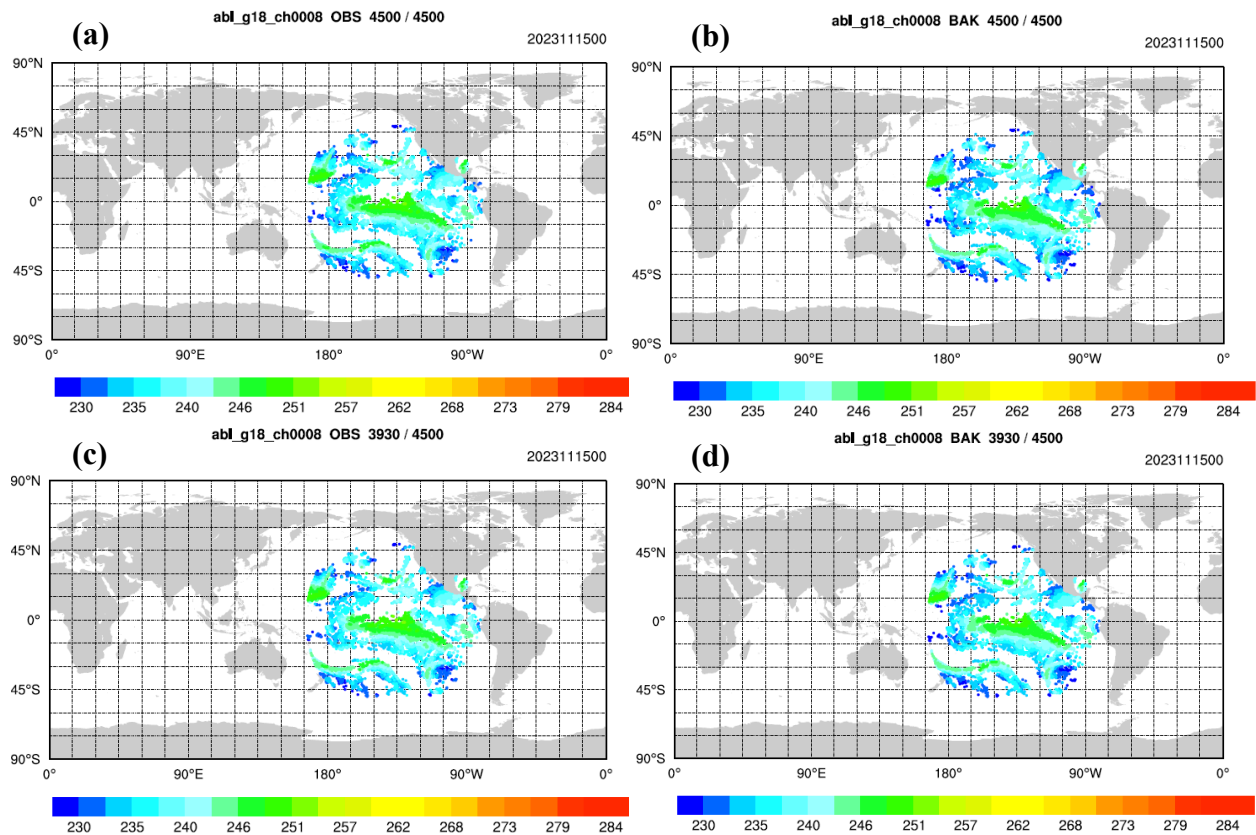 (a)
abI_g18_ch0008 OBS 4500 / 4500
2023111500
90°N
45°N
0°
45°S
90°S
0° 90°E 180° 90°W 0°
230 235 240 246 251 257 262 268 273 279 284
(b)
abI_g18_ch0008 BAK 4500 / 4500
2023111500
90°N
45°N
0°
45°S
90°S
0° 90°E 180° 90°W 0°
230 235 240 246 251 257 262 268 273 279 284
(c)
abI_g18_ch0008 OBS 3930 / 4500
2023111500
90°N
45°N
0°
45°S
90°S
0° 90°E 180° 90°W 0°
230 235 240 246 251 257 262 268 273 279 284
(d)
abI_g18_ch0008 BAK 3930 / 4500
2023111500
90°N
45°N
0°
45°S
90°S
0° 90°E 180° 90°W 0°
230 235 240 246 251 257 262 268 273 279 284